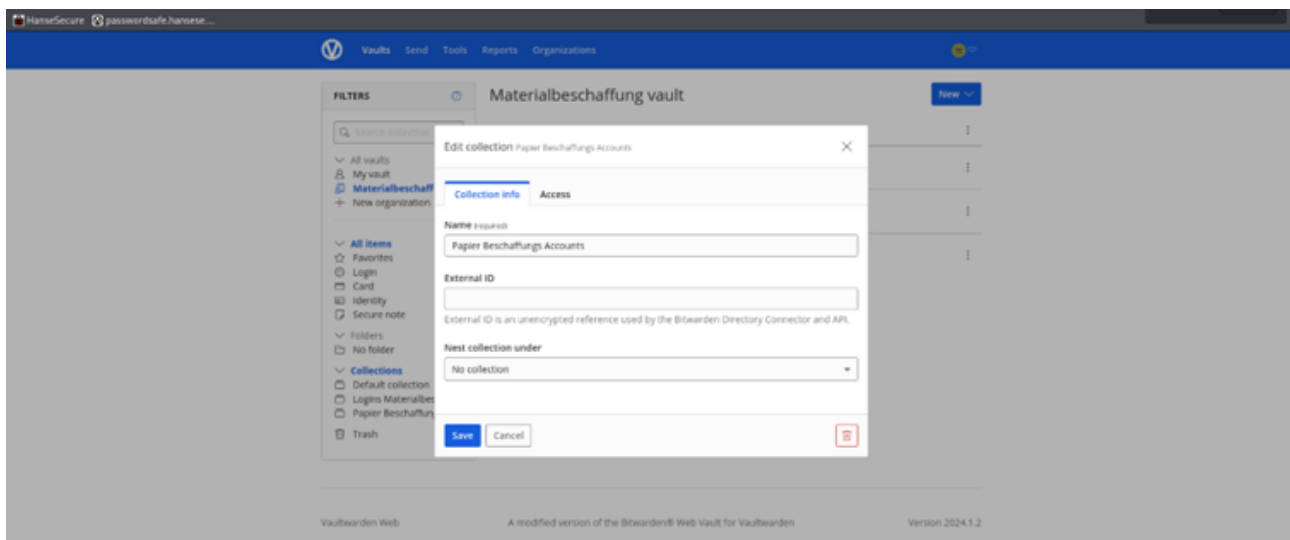 HanseSecure passwordsafe.hansese...
Vaults Send Tools Reports Organizations
FILTERS
Search collection
All vaults
My vault
Materialbeschaff
New organization
All items
Favorites
Login
Card
Identity
Secure note
Folders
No folder
Collections
Default collection
Logins Materialbes
Papier Beschaffung
Trash
Materialbeschaffung vault
New
Edit collection Papier Beschaffungs Accounts
Collection info Access
Name (required)
Papier Beschaffungs Accounts
External ID
External ID is an unencrypted reference used by the Bitwarden Directory Connector and API.
Nest collection under
No collection
Save Cancel
Vaultwarden Web
A modified version of the Bitwarden® Web Vault for Vaultwarden
Version 2024.1.2